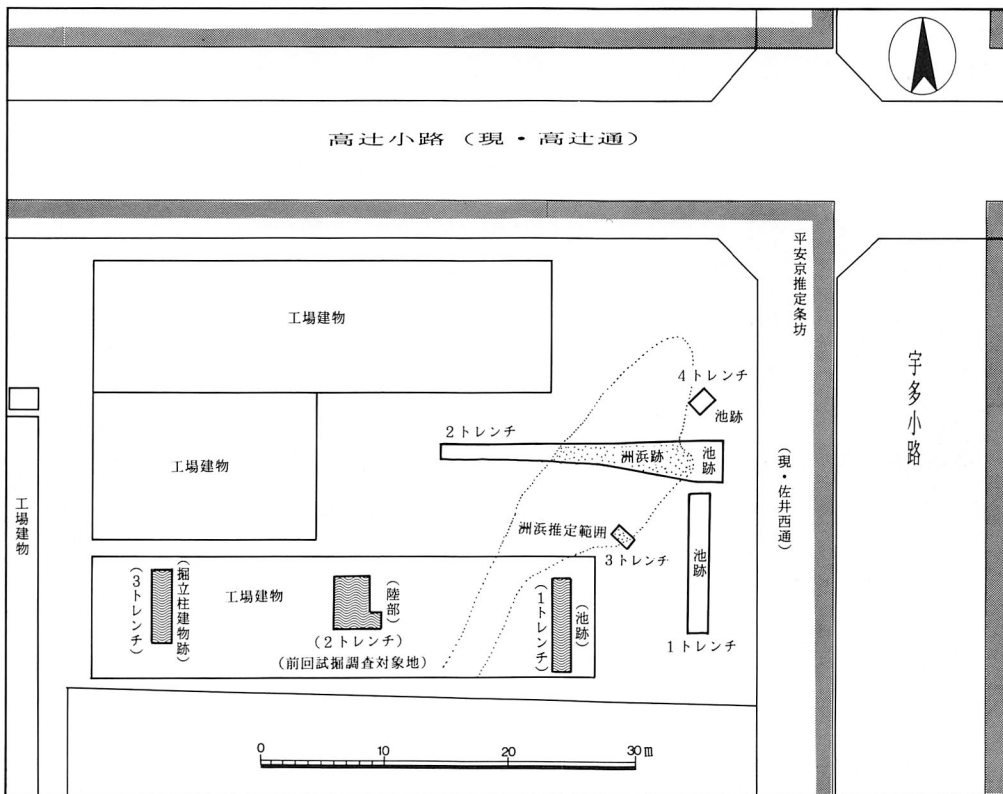 高辻小路(現・高辻通)
平安京推定条坊
工場建物
宇多小路
4トレンチ
池跡
2トレンチ
洲浜跡
池跡
(現・佐井西通)
工場建物
工場建物
洲浜推定範囲
3トレンチ
池跡
1トレンチ
工場建物
(掘立柱建物跡)
(3トレンチ)
(陸部)
(2トレンチ)
(前回試掘調査対象地)
(池跡)
(1トレンチ)
0 10 20 30m